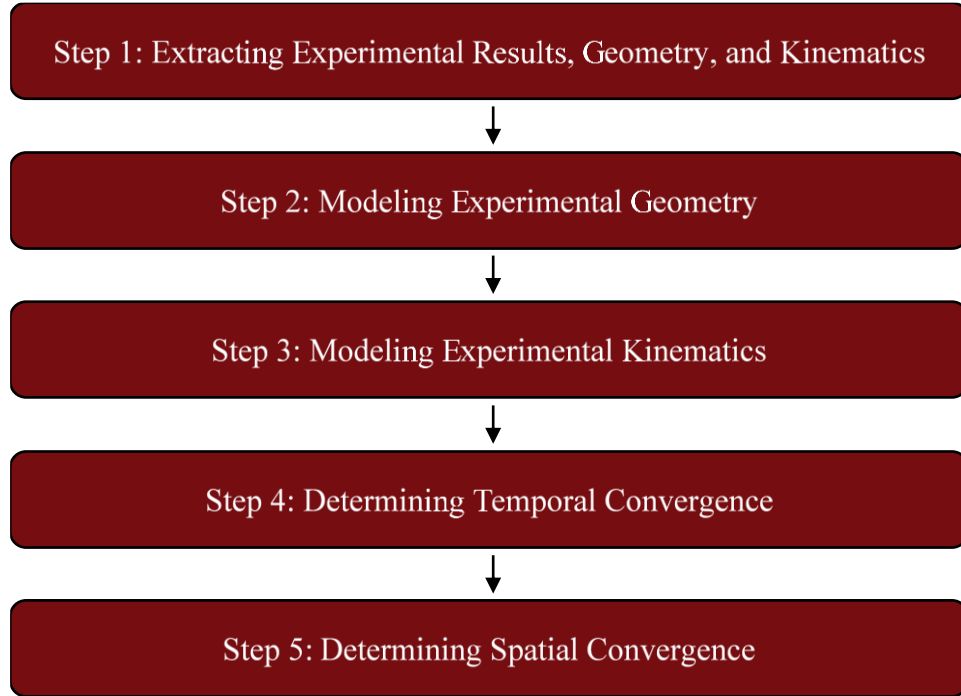 Step 1: Extracting Experimental Results, Geometry, and Kinematics
Step 2: Modeling Experimental Geometry
Step 3: Modeling Experimental Kinematics
Step 4: Determining Temporal Convergence
Step 5: Determining Spatial Convergence